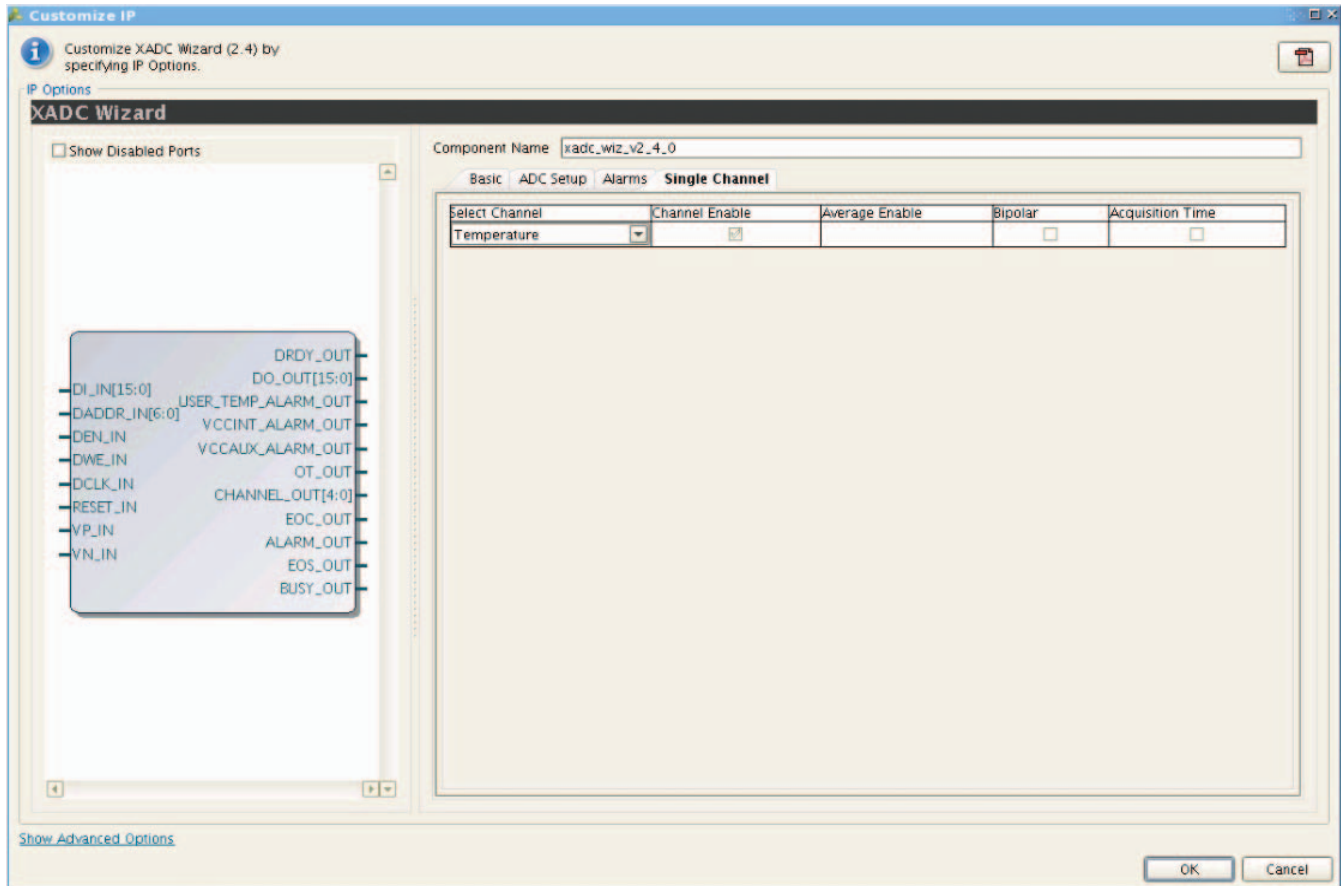 Customize IP
Customize XADC Wizard (2.4) by
specifying IP Options.
IP Options
XADC Wizard
Show Disabled Ports
DI_IN[15:0]
DADDR_IN[6:0]
DEN_IN
DWE_IN
DCLK_IN
RESET_IN
VP_IN
VN_IN
DRDY_OUT
DO_OUT[15:0]
USER_TEMP_ALARM_OUT
VCCINT_ALARM_OUT
VCCAUX_ALARM_OUT
OT_OUT
CHANNEL_OUT[4:0]
EOC_OUT
ALARM_OUT
EOS_OUT
BUSY_OUT
Component Name xadc_wiz_v2_4_0
Basic ADC Setup Alarms Single Channel
Select Channel Channel Enable Average Enable Bipolar Acquisition Time
Temperature
Show Advanced Options
OK Cancel